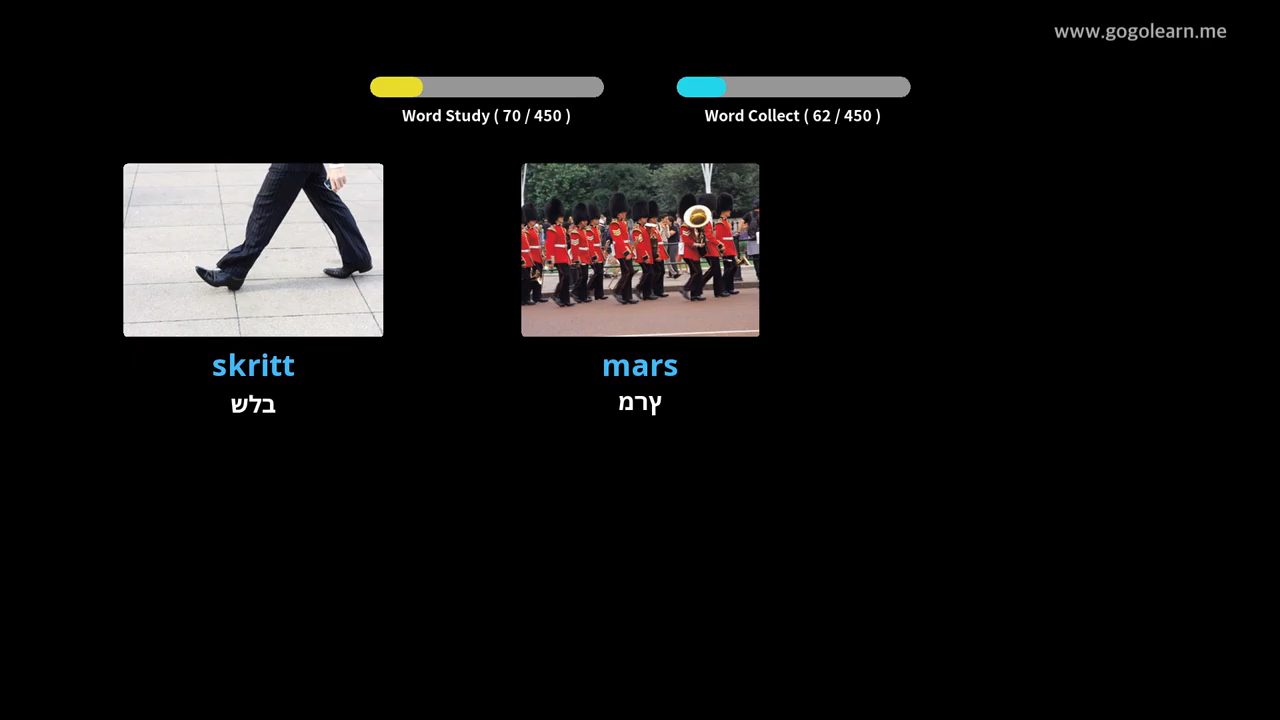 www.gogolearn.me
Word Study ( 70 / 450 )
Word Collect ( 62 / 450 )
skritt
בלש
mars
ץרמ